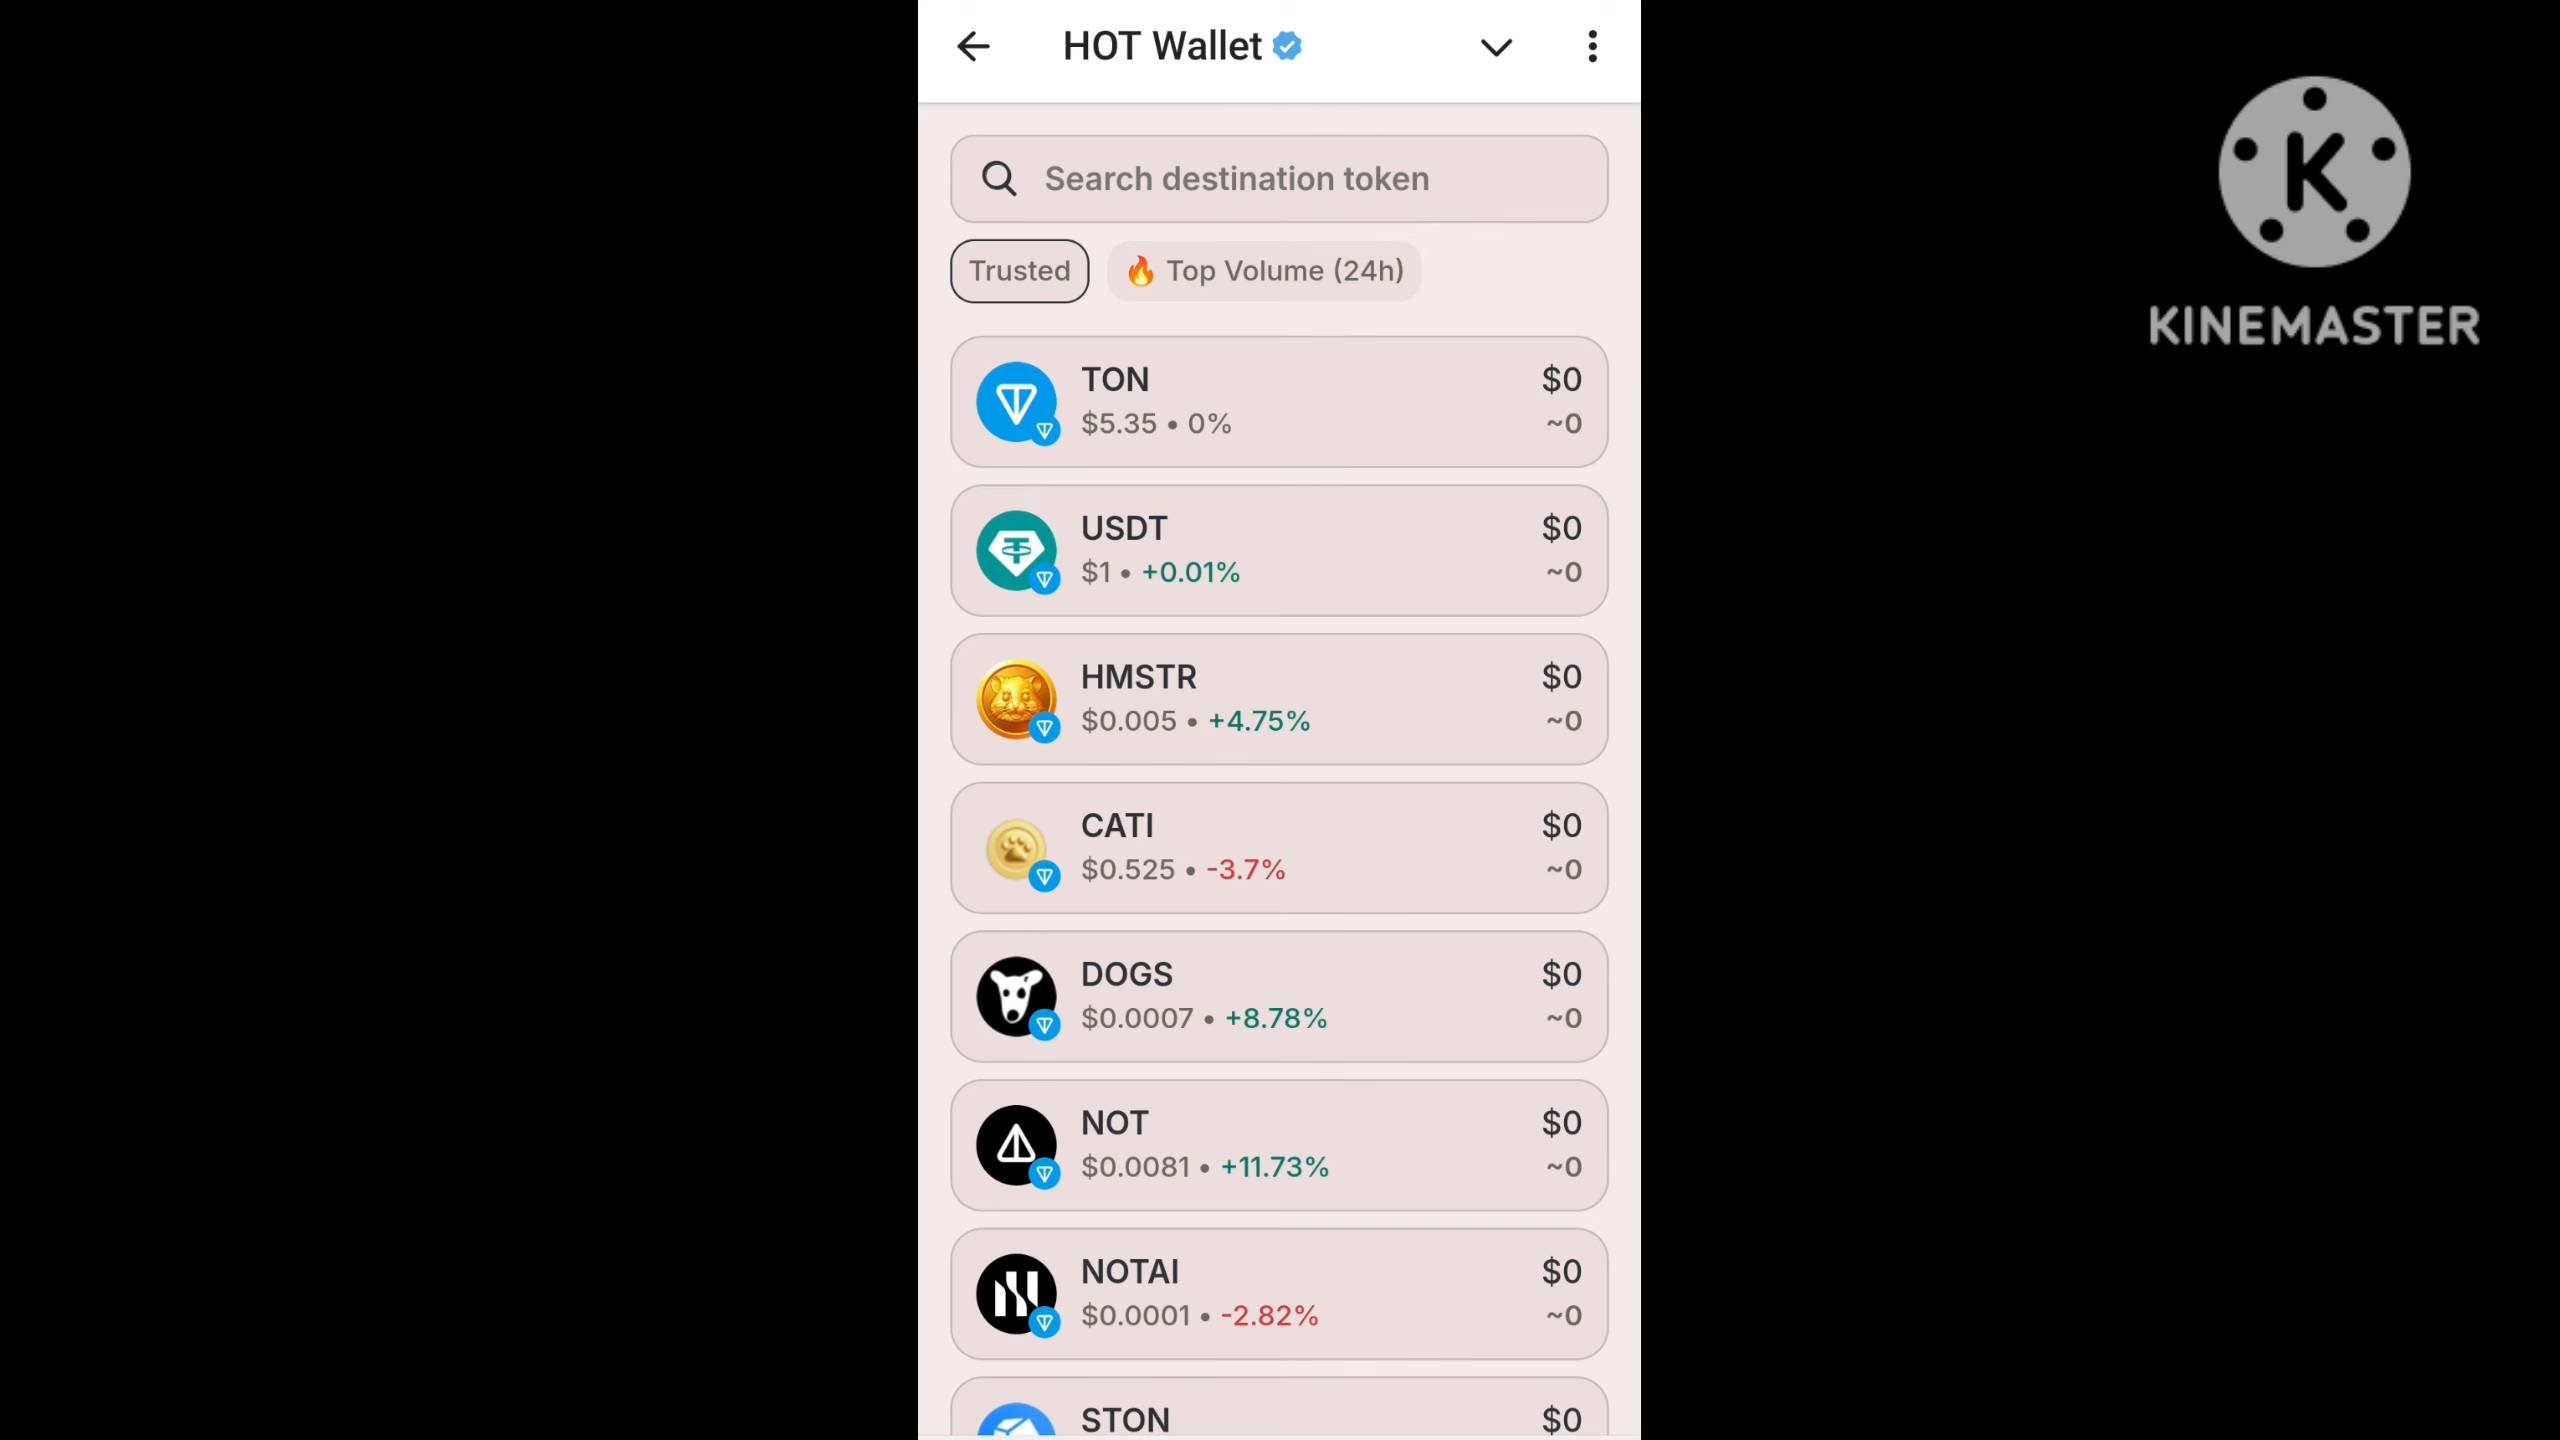 HOT Wallet
K
KINEMASTER
Search destination token
Trusted
🔥 Top Volume (24h)
TON $0
$5.35 • 0% ~0
USDT $0
$1 • +0.01% ~0
HMSTR $0
$0.005 • +4.75% ~0
CATI $0
$0.525 • -3.7% ~0
DOGS $0
$0.0007 • +8.78% ~0
NOT $0
$0.0081 • +11.73% ~0
NOTAI $0
$0.0001 • -2.82% ~0
STON $0